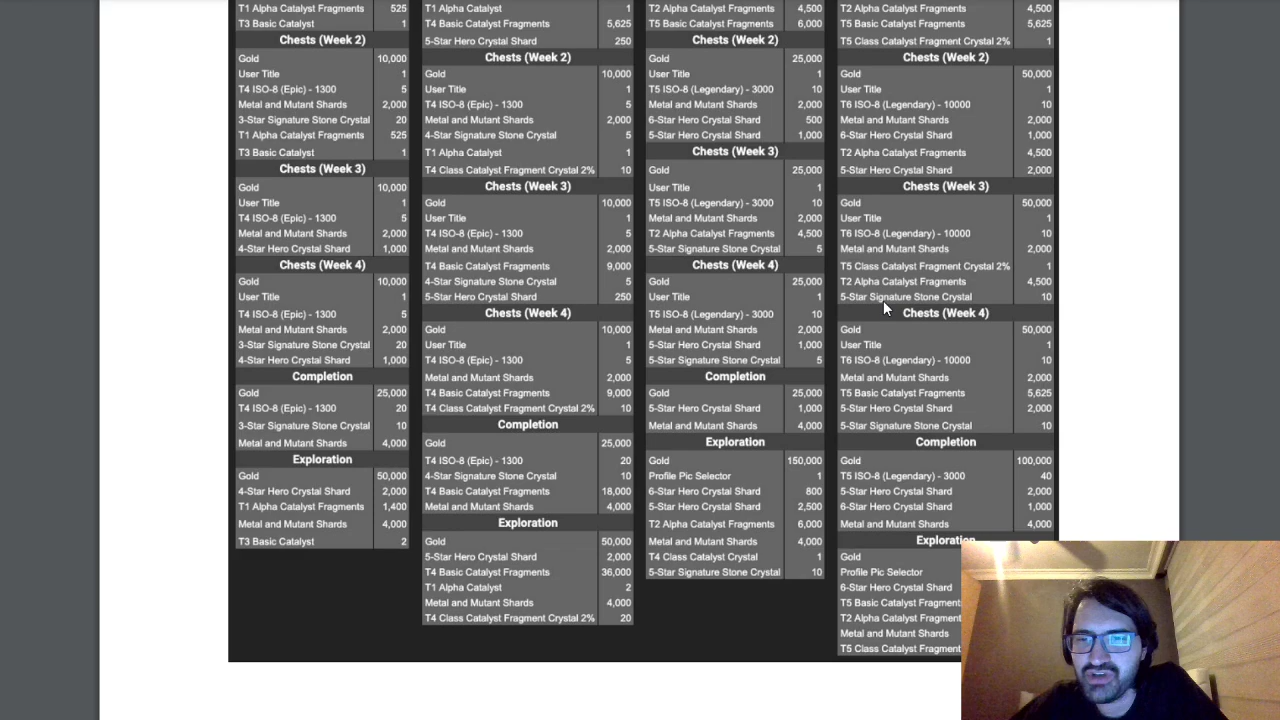 T1 Alpha Catalyst Fragments 525
T3 Basic Catalyst 1
Chests (Week 2)
Gold 10,000
User Title 1
T4 ISO-8 (Epic) - 1300 5
Metal and Mutant Shards 2,000
3-Star Signature Stone Crystal 20
T1 Alpha Catalyst Fragments 525
T3 Basic Catalyst 1
Chests (Week 3)
Gold 10,000
User Title 1
T4 ISO-8 (Epic) - 1300 5
Metal and Mutant Shards 2,000
4-Star Hero Crystal Shard 1,000
Chests (Week 4)
Gold 10,000
User Title 1
T4 ISO-8 (Epic) - 1300 5
Metal and Mutant Shards 2,000
3-Star Signature Stone Crystal 20
4-Star Hero Crystal Shard 1,000
Completion
Gold 25,000
T4 ISO-8 (Epic) - 1300 20
3-Star Signature Stone Crystal 10
Metal and Mutant Shards 4,000
Exploration
Gold 50,000
4-Star Hero Crystal Shard 2,000
T1 Alpha Catalyst Fragments 1,400
Metal and Mutant Shards 4,000
T3 Basic Catalyst 2
T1 Alpha Catalyst 1
T4 Basic Catalyst Fragments 5,625
5-Star Hero Crystal Shard 250
Chests (Week 2)
Gold 10,000
User Title 1
T4 ISO-8 (Epic) - 1300 5
Metal and Mutant Shards 2,000
4-Star Signature Stone Crystal 5
T1 Alpha Catalyst 1
T4 Class Catalyst Fragment Crystal 2% 10
Chests (Week 3)
Gold 10,000
User Title 1
T4 ISO-8 (Epic) - 1300 5
Metal and Mutant Shards 2,000
T4 Basic Catalyst Fragments 9,000
4-Star Signature Stone Crystal 5
5-Star Hero Crystal Shard 250
Chests (Week 4)
Gold 10,000
User Title 1
T4 ISO-8 (Epic) - 1300 5
Metal and Mutant Shards 2,000
T4 Basic Catalyst Fragments 9,000
T4 Class Catalyst Fragment Crystal 2% 10
Completion
Gold 25,000
T4 ISO-8 (Epic) - 1300 20
4-Star Signature Stone Crystal 10
T4 Basic Catalyst Fragments 18,000
Metal and Mutant Shards 4,000
Exploration
Gold 50,000
5-Star Hero Crystal Shard 2,000
T4 Basic Catalyst Fragments 36,000
T1 Alpha Catalyst 2
Metal and Mutant Shards 4,000
T4 Class Catalyst Fragment Crystal 2% 20
T2 Alpha Catalyst Fragments 4,500
T5 Basic Catalyst Fragments 6,000
Chests (Week 2)
Gold 25,000
User Title 1
T5 ISO-8 (Legendary) - 3000 10
Metal and Mutant Shards 2,000
6-Star Hero Crystal Shard 500
5-Star Hero Crystal Shard 1,000
Chests (Week 3)
Gold 25,000
User Title 1
T5 ISO-8 (Legendary) - 3000 10
Metal and Mutant Shards 2,000
T2 Alpha Catalyst Fragments 4,500
5-Star Signature Stone Crystal 5
Chests (Week 4)
Gold 25,000
User Title 1
T5 ISO-8 (Legendary) - 3000 10
Metal and Mutant Shards 2,000
5-Star Hero Crystal Shard 1,000
5-Star Signature Stone Crystal 5
Completion
Gold 25,000
5-Star Hero Crystal Shard 1,000
Metal and Mutant Shards 4,000
Exploration
Gold 150,000
Profile Pic Selector 1
6-Star Hero Crystal Shard 800
5-Star Hero Crystal Shard 2,500
T2 Alpha Catalyst Fragments 6,000
Metal and Mutant Shards 4,000
T4 Class Catalyst Crystal 1
5-Star Signature Stone Crystal 10
T2 Alpha Catalyst Fragments 4,500
T5 Basic Catalyst Fragments 5,625
T5 Class Catalyst Fragment Crystal 2% 1
Chests (Week 2)
Gold 50,000
User Title 1
T6 ISO-8 (Legendary) - 10000 10
Metal and Mutant Shards 2,000
6-Star Hero Crystal Shard 1,000
T2 Alpha Catalyst Fragments 4,500
5-Star Hero Crystal Shard 2,000
Chests (Week 3)
Gold 50,000
User Title 1
T6 ISO-8 (Legendary) - 10000 10
Metal and Mutant Shards 2,000
T5 Class Catalyst Fragment Crystal 2% 1
T2 Alpha Catalyst Fragments 4,500
5-Star Signature Stone Crystal 10
Chests (Week 4)
Gold 50,000
User Title 1
T6 ISO-8 (Legendary) - 10000 10
Metal and Mutant Shards 2,000
T5 Basic Catalyst Fragments 5,625
5-Star Hero Crystal Shard 2,000
5-Star Signature Stone Crystal 10
Completion
Gold 100,000
T5 ISO-8 (Legendary) - 3000 40
5-Star Hero Crystal Shard 2,000
6-Star Hero Crystal Shard 1,000
Metal and Mutant Shards 4,000
Exploration
Gold
Profile Pic Selector
6-Star Hero Crystal Shard
T5 Basic Catalyst Fragment
T2 Alpha Catalyst Fragment
Metal and Mutant Shards
T5 Class Catalyst Fragment